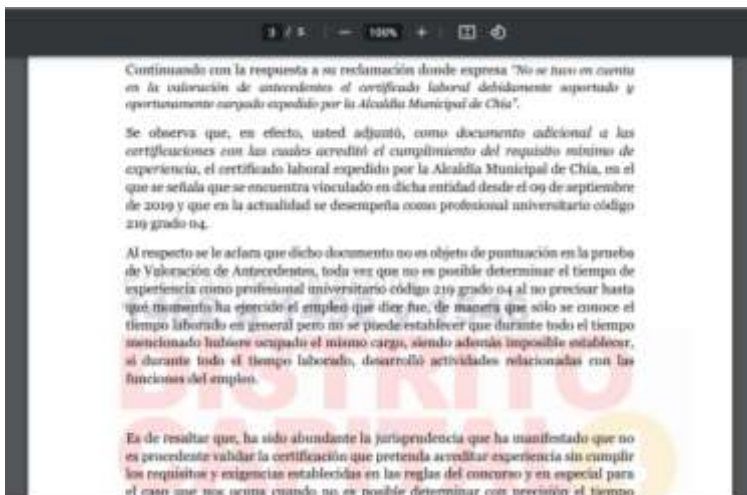 3 / 8 — 100% +
Continuando con la respuesta a su reclamación donde expresa "No se tuvo en cuenta
en la valoración de antecedentes el certificado laboral debidamente soportado y
oportunamente cargado expedido por la Alcaldía Municipal de Chía".
Se observa que, en efecto, usted adjuntó, como documento adicional a las
certificaciones con las cuales acreditó el cumplimiento del requisito mínimo de
experiencia, el certificado laboral expedido por la Alcaldía Municipal de Chía, en el
que se señala que se encuentra vinculado en dicha entidad desde el 09 de septiembre
de 2019 y que en la actualidad se desempeña como profesional universitario código
219 grado 04.
Al respecto se le aclara que dicho documento no es objeto de puntuación en la prueba
de Valoración de Antecedentes, toda vez que no es posible determinar el tiempo de
experiencia como profesional universitario código 219 grado 04 al no precisar hasta
qué momento ha ejercido el empleo que dice fue, de manera que sólo se conoce el
tiempo laborado en general pero no se puede establecer que durante todo el tiempo
mencionado hubiere ocupado el mismo cargo, siendo además imposible establecer,
si durante todo el tiempo laborado, desarrolló actividades relacionadas con las
funciones del empleo.
DISTRITO
CAPITAL
Es de resaltar que, ha sido abundante la jurisprudencia que ha manifestado que no
es procedente validar la certificación que pretenda acreditar experiencia sin cumplir
los requisitos y exigencias establecidas en las reglas del concurso y en especial para
el caso que nos ocupa cuando no es posible determinar con precisión el tiempo